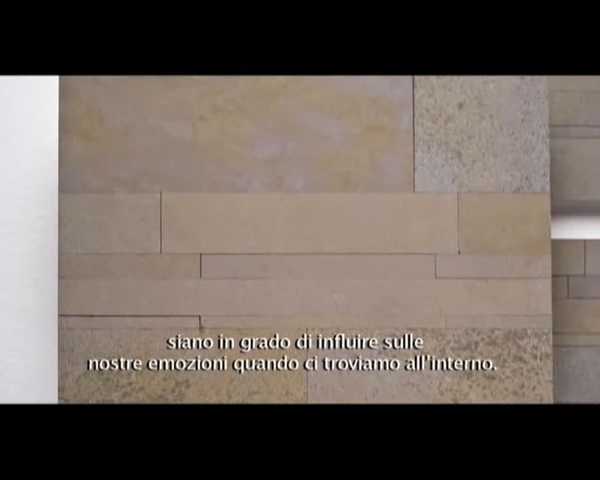 siano in grado di influire sulle
nostre emozioni quando ci troviamo all'interno.